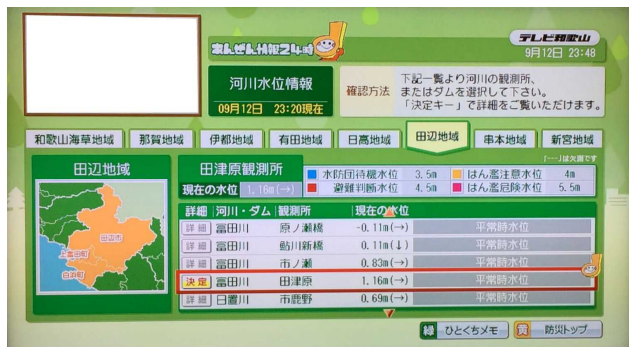 あんぜん情報24時
テレビ和歌山
9月12日 23:48
河川水位情報
09月12日 23:20現在
確認方法
下記一覧より河川の観測所、
またはダムを選択して下さい。
「決定キー」で詳細をご覧いただけます。
和歌山海草地域 那賀地域 伊都地域 有田地域 日高地域 田辺地域 串本地域 新宮地域
「---」は欠測です
田辺地域
田辺市
上富田町
白浜町
田津原観測所
現在の水位 1.16m(→)
水防団待機水位 3.5m はん濫注意水位 4m
避難判断水位 4.5m はん濫危険水位 5.5m
詳細 河川・ダム 観測所 現在の水位
詳細 富田川 原ノ瀬橋 -0.11m(→) 平常時水位
詳細 富田川 鮎川新橋 0.11m(↓) 平常時水位
詳細 富田川 市ノ瀬 0.83m(→) 平常時水位
決定 富田川 田津原 1.16m(→) 平常時水位
詳細 日置川 市鹿野 0.69m(→) 平常時水位
緑 ひとくちメモ 黄 防災トップ